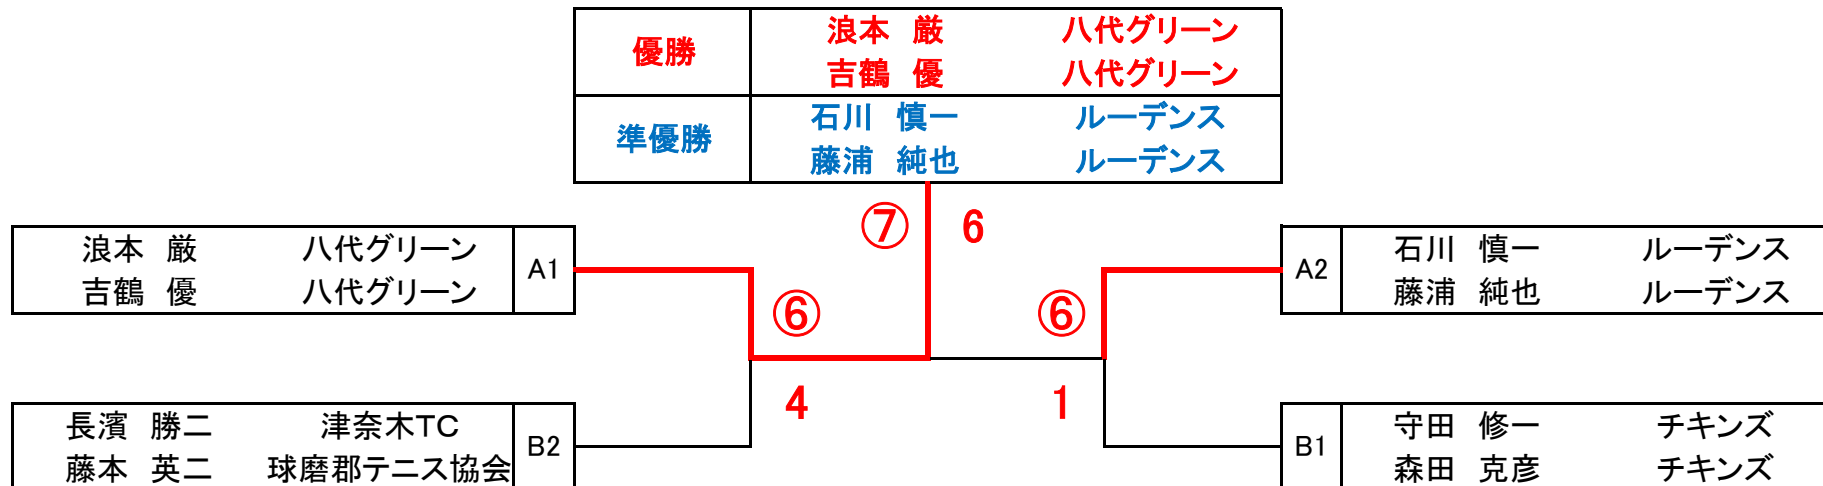 優勝
浪本 厳 八代グリーン
吉鶴 優 八代グリーン
準優勝
石川 慎一 ルーデンス
藤浦 純也 ルーデンス
⑦ 6
浪本 厳 八代グリーン
吉鶴 優 八代グリーン
A1
A2
石川 慎一 ルーデンス
藤浦 純也 ルーデンス
⑥ ⑥
4 1
長濱 勝二 津奈木TC
藤本 英二 球磨郡テニス協会
B2
B1
守田 修一 チキンズ
森田 克彦 チキンズ